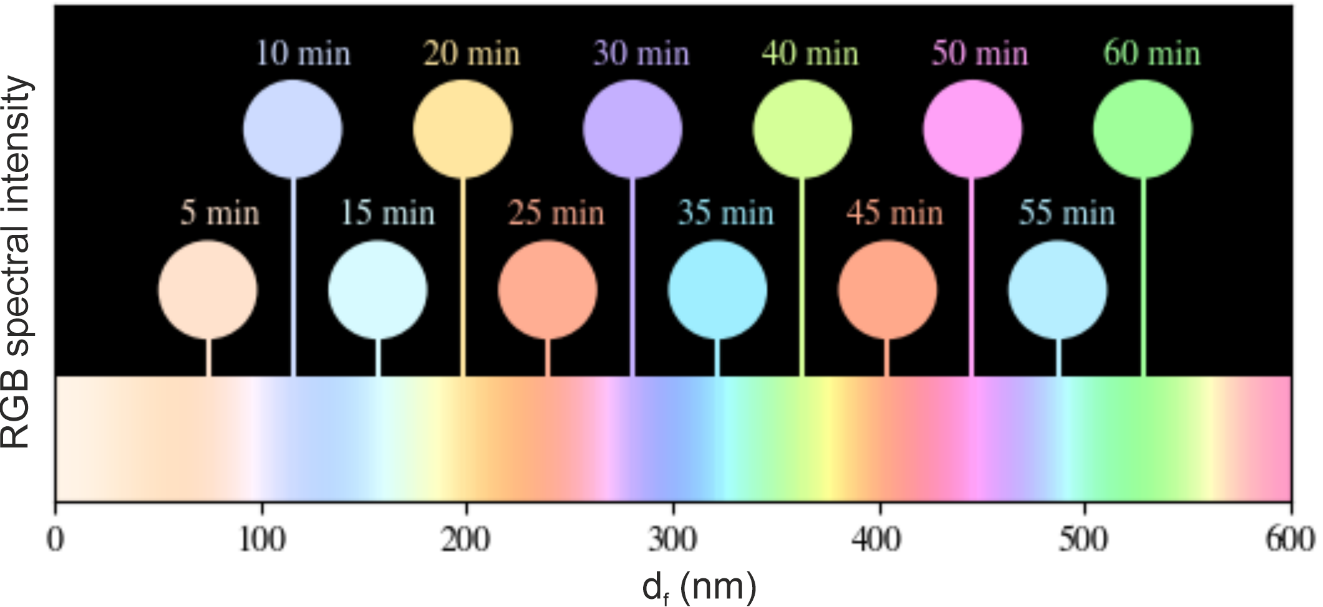 10 min 20 min 30 min 40 min 50 min 60 min
5 min 15 min 25 min 35 min 45 min 55 min
RGB spectral intensity
0 100 200 300 400 500 600
df (nm)